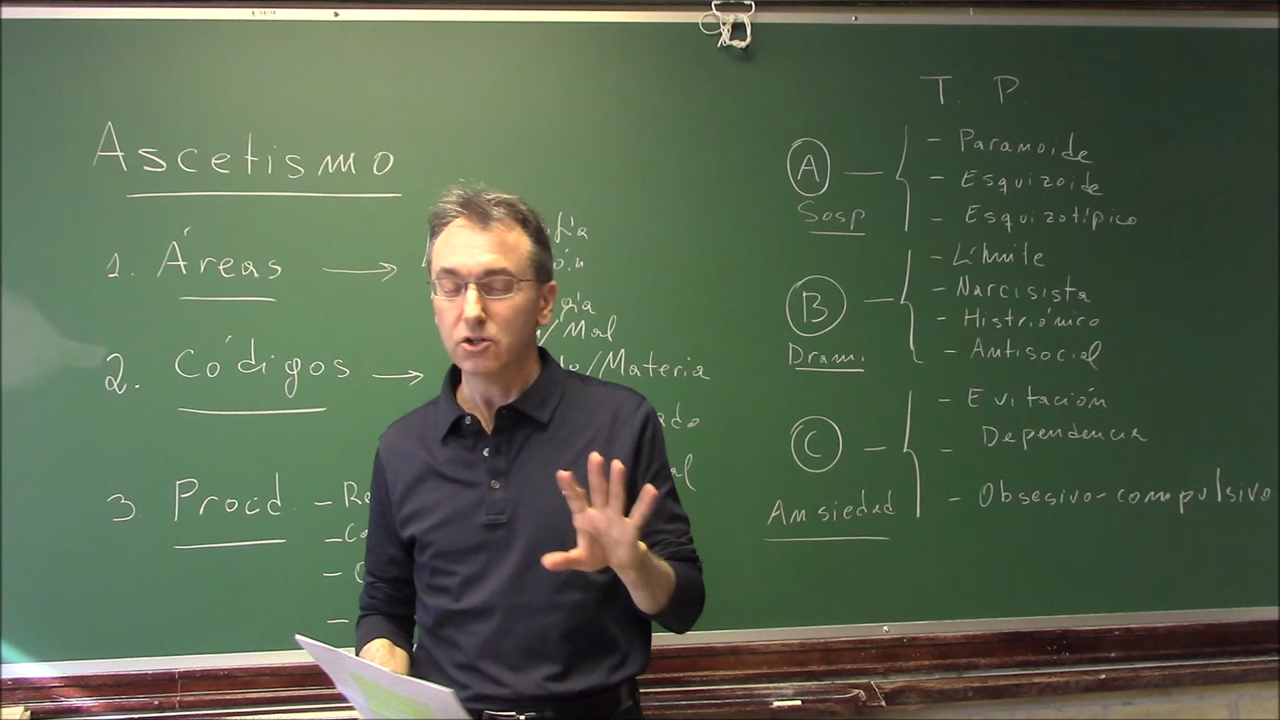 Ascetismo
1. Áreas →
2. Códigos → /Materia
/Mal
3. Proced.
T. P.
A Sosp
- Paranoide
- Esquizoide
- Esquizotípico
B Dram.
- Límite
- Narcisista
- Histriónico
- Antisocial
C Ansiedad
- Evitación
- Dependencia
- Obsesivo-compulsivo